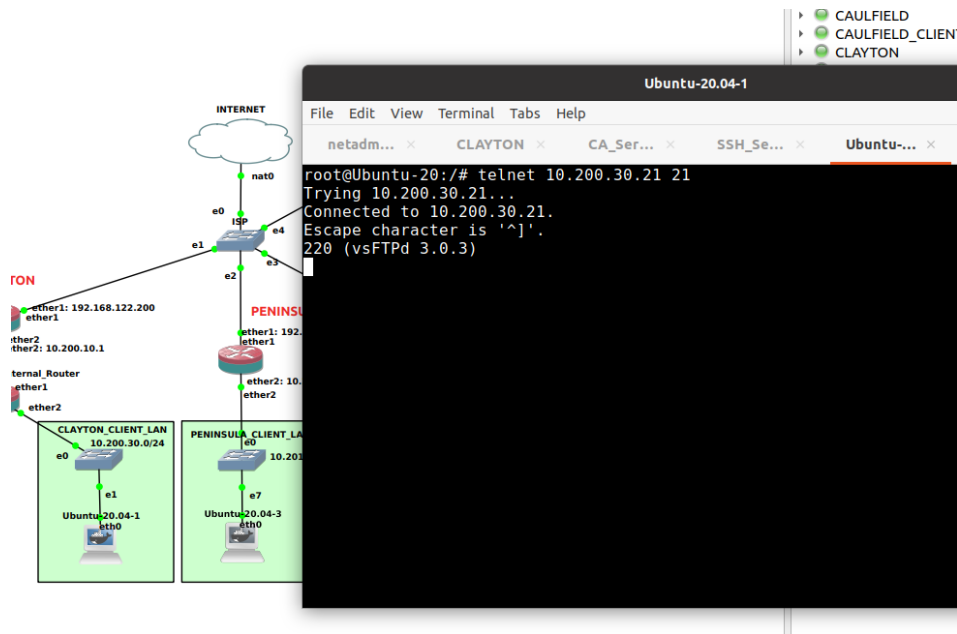 CAULFIELD
CAULFIELD_CLIENT
CLAYTON
INTERNET
nat0
e0
ISP
e4
e1
e3
e2
TON
ether1: 192.168.122.200
ether1
PENINSU
ether1: 192.
ether1
ether2
ether2: 10.200.10.1
ether2: 10.
ether2
ternal_Router
ether1
ether2
CLAYTON_CLIENT_LAN
10.200.30.0/24
e0
e1
Ubuntu-20.04-1
eth0
PENINSULA_CLIENT_LA
e0
10.201
e7
Ubuntu-20.04-3
eth0
Ubuntu-20.04-1
File Edit View Terminal Tabs Help
netadm... × CLAYTON × CA_Ser... × SSH_Se... × Ubuntu-... ×
root@Ubuntu-20:/# telnet 10.200.30.21 21
Trying 10.200.30.21...
Connected to 10.200.30.21.
Escape character is '^]'.
220 (vsFTPd 3.0.3)